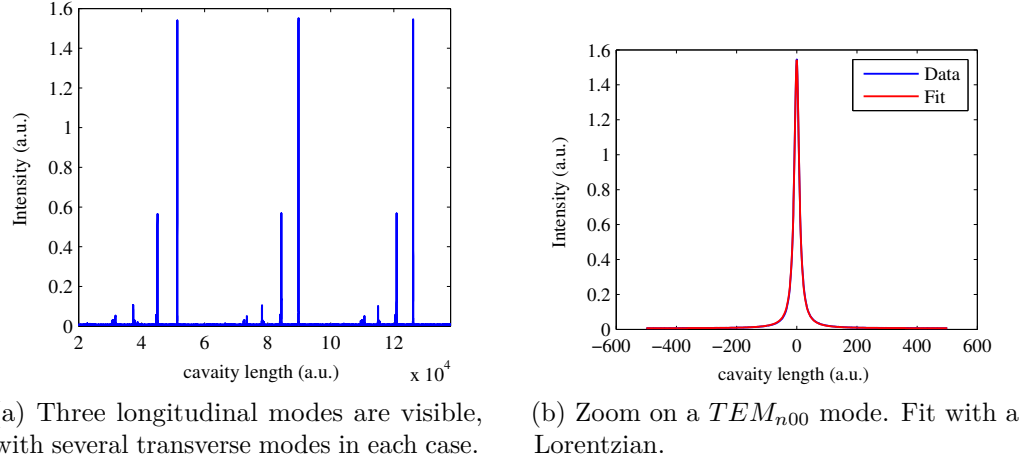 1.6
1.4
1.2
1
0.8
0.6
0.4
0.2
0
Intensity (a.u.)
2 4 6 8 10 12
x 10^4
cavaity length (a.u.)
a) Three longitudinal modes are visible,
with several transverse modes in each case.
1.6
1.4
1.2
1
0.8
0.6
0.4
0.2
0
Intensity (a.u.)
Data
Fit
−600 −400 −200 0 200 400 600
cavaity length (a.u.)
(b) Zoom on a TEM_{n00} mode. Fit with a
Lorentzian.